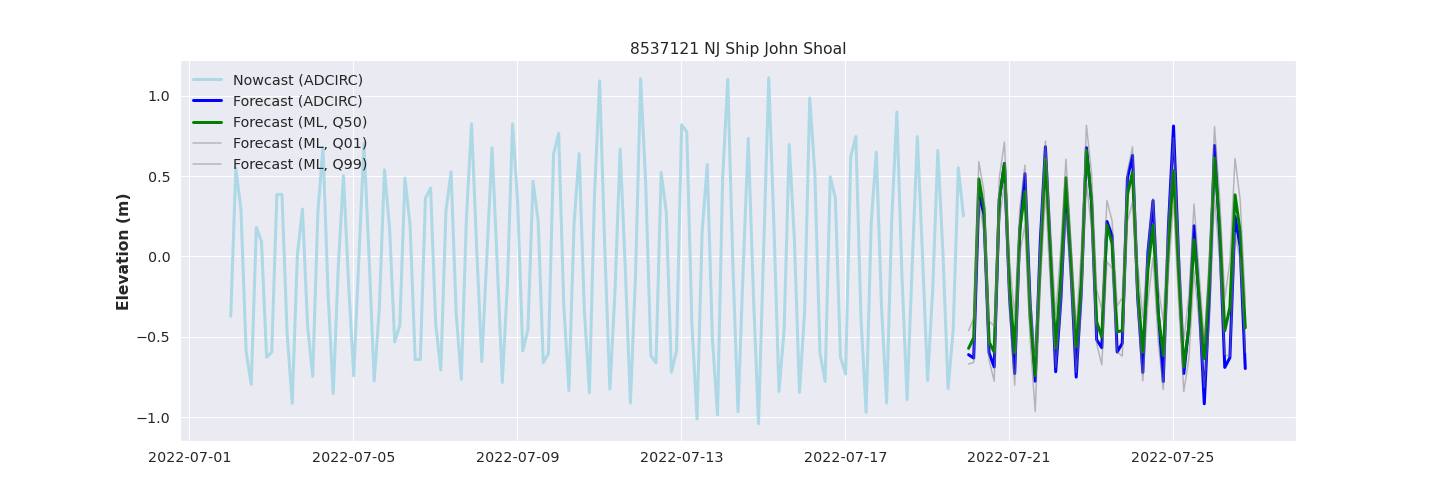 8537121 NJ Ship John Shoal
Nowcast (ADCIRC)
Forecast (ADCIRC)
Forecast (ML, Q50)
Forecast (ML, Q01)
Forecast (ML, Q99)
Elevation (m)
1.0
0.5
0.0
−0.5
−1.0
2022-07-01 2022-07-05 2022-07-09 2022-07-13 2022-07-17 2022-07-21 2022-07-25